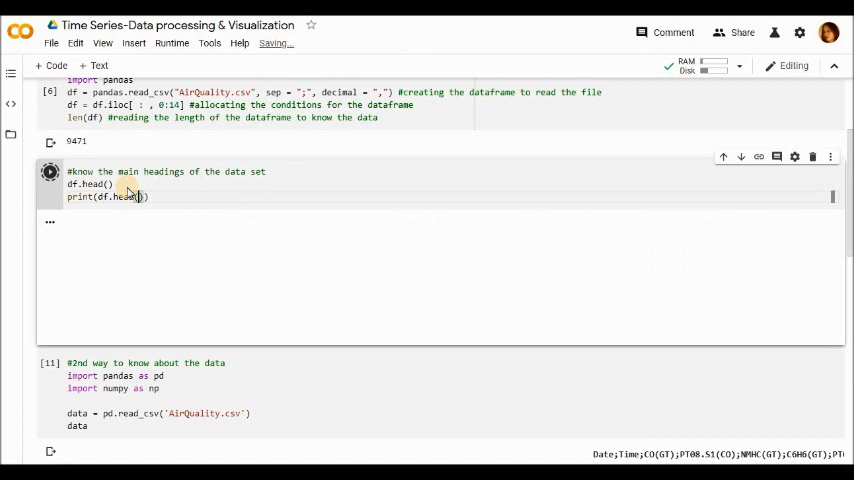 Time Series-Data processing & Visualization
File Edit View Insert Runtime Tools Help Saving...
Comment Share
+ Code + Text
RAM
Disk
Editing
import pandas
[6] df = pandas.read_csv("AirQuality.csv", sep = ";", decimal = ",") #creating the dataframe to read the file
df = df.iloc[ : , 0:14] #allocating the conditions for the dataframe
len(df) #reading the length of the dataframe to know the data
9471
#know the main headings of the data set
df.head()
print(df.head())
...
[11] #2nd way to know about the data
import pandas as pd
import numpy as np
data = pd.read_csv('AirQuality.csv')
data
Date;Time;CO(GT);PT08.S1(CO);NMHC(GT);C6H6(GT);PT